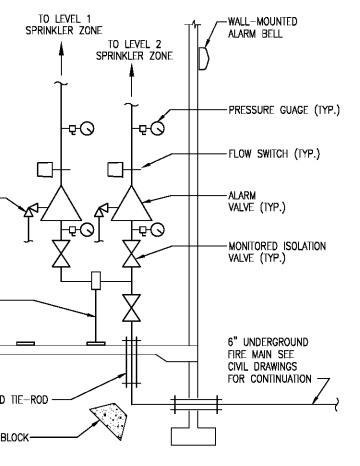 TO LEVEL 1
SPRINKLER ZONE
TO LEVEL 2
SPRINKLER ZONE
WALL-MOUNTED
ALARM BELL
PRESSURE GUAGE (TYP.)
FLOW SWITCH (TYP.)
ALARM
VALVE (TYP.)
MONITORED ISOLATION
VALVE (TYP.)
6" UNDERGROUND
FIRE MAIN SEE
CIVIL DRAWINGS
FOR CONTINUATION
D TIE-ROD
BLOCK